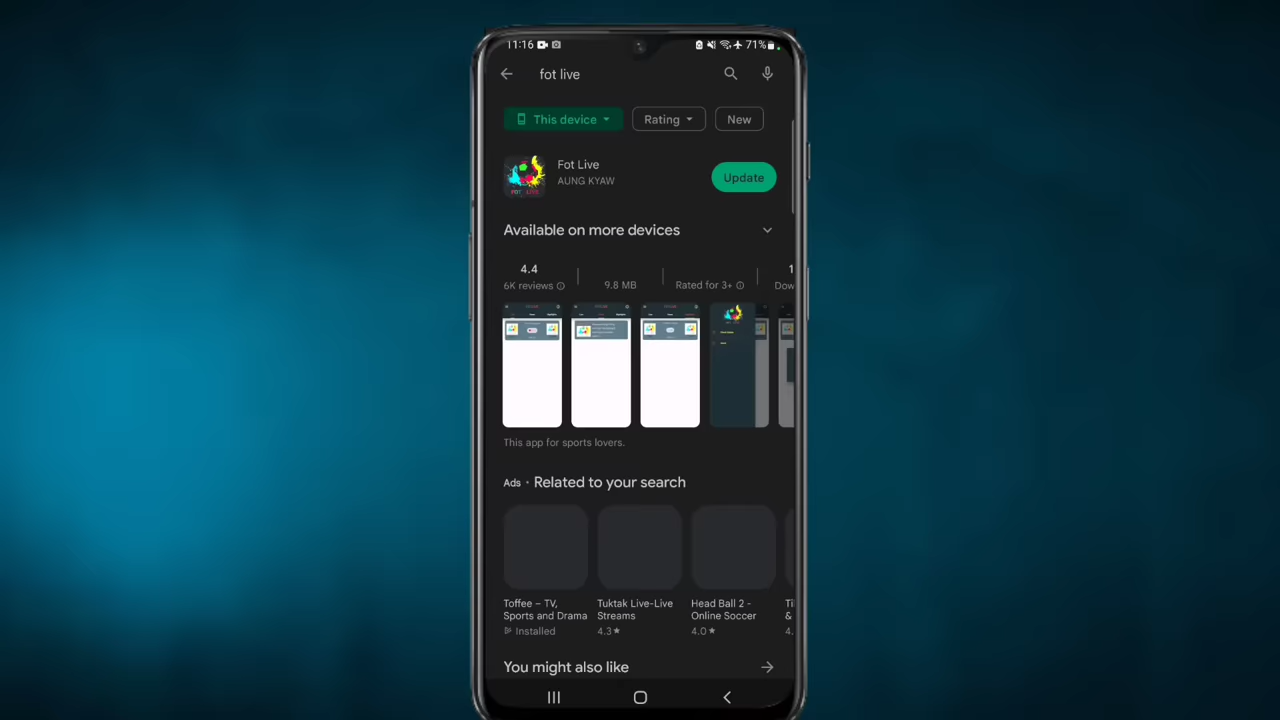 11:16
71%
fot live
This device
Rating
New
Fot Live
AUNG KYAW
Update
Available on more devices
4.4
6K reviews
9.8 MB
Rated for 3+
1
Dow
This app for sports lovers.
Ads • Related to your search
Toffee – TV,
Sports and Drama
Installed
Tuktak Live-Live
Streams
4.3★
Head Ball 2 -
Online Soccer
4.0★
&
4.
You might also like